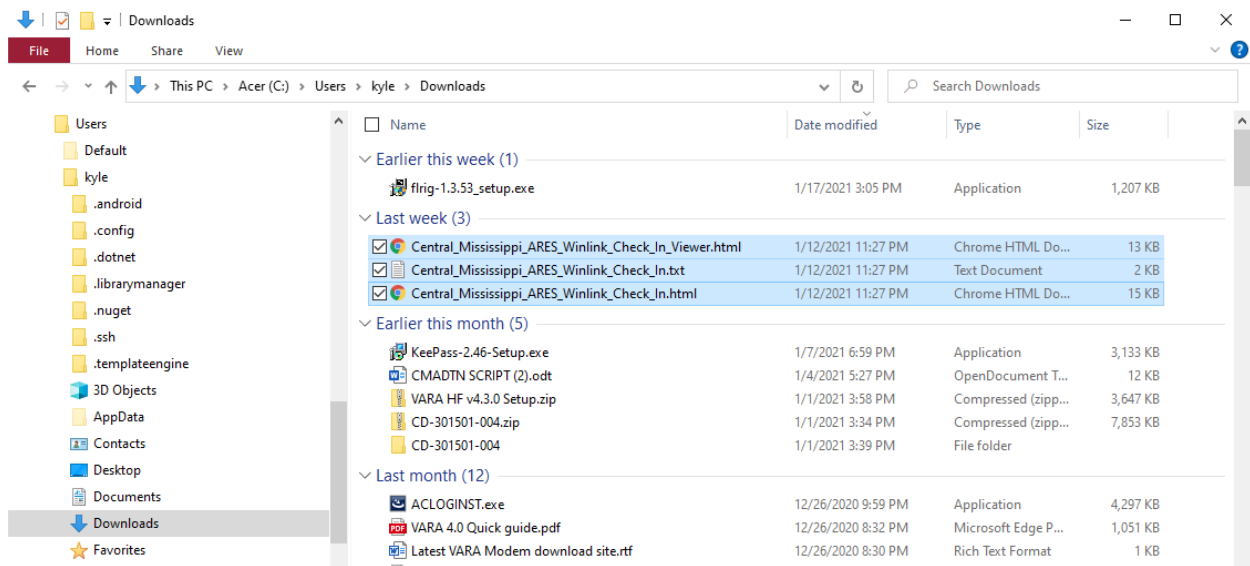 Downloads
File Home Share View
This PC > Acer (C:) > Users > kyle > Downloads
Search Downloads
Users
Default
kyle
.android
.config
.dotnet
.librarymanager
.nuget
.ssh
.templateengine
3D Objects
AppData
Contacts
Desktop
Documents
Downloads
Favorites
Name Date modified Type Size
Earlier this week (1)
flrig-1.3.53_setup.exe 1/17/2021 3:05 PM Application 1,207 KB
Last week (3)
Central_Mississippi_ARES_Winlink_Check_In_Viewer.html 1/12/2021 11:27 PM Chrome HTML Do... 13 KB
Central_Mississippi_ARES_Winlink_Check_In.txt 1/12/2021 11:27 PM Text Document 2 KB
Central_Mississippi_ARES_Winlink_Check_In.html 1/12/2021 11:27 PM Chrome HTML Do... 15 KB
Earlier this month (5)
KeePass-2.46-Setup.exe 1/7/2021 6:59 PM Application 3,133 KB
CMADTN SCRIPT (2).odt 1/4/2021 5:27 PM OpenDocument T... 12 KB
VARA HF v4.3.0 Setup.zip 1/1/2021 3:58 PM Compressed (zipp... 3,647 KB
CD-301501-004.zip 1/1/2021 3:34 PM Compressed (zipp... 7,853 KB
CD-301501-004 1/1/2021 3:39 PM File folder
Last month (12)
ACLOGINST.exe 12/26/2020 9:59 PM Application 4,297 KB
PDF VARA 4.0 Quick guide.pdf 12/26/2020 8:32 PM Microsoft Edge P... 1,051 KB
Latest VARA Modem download site.rtf 12/26/2020 8:30 PM Rich Text Format 1 KB